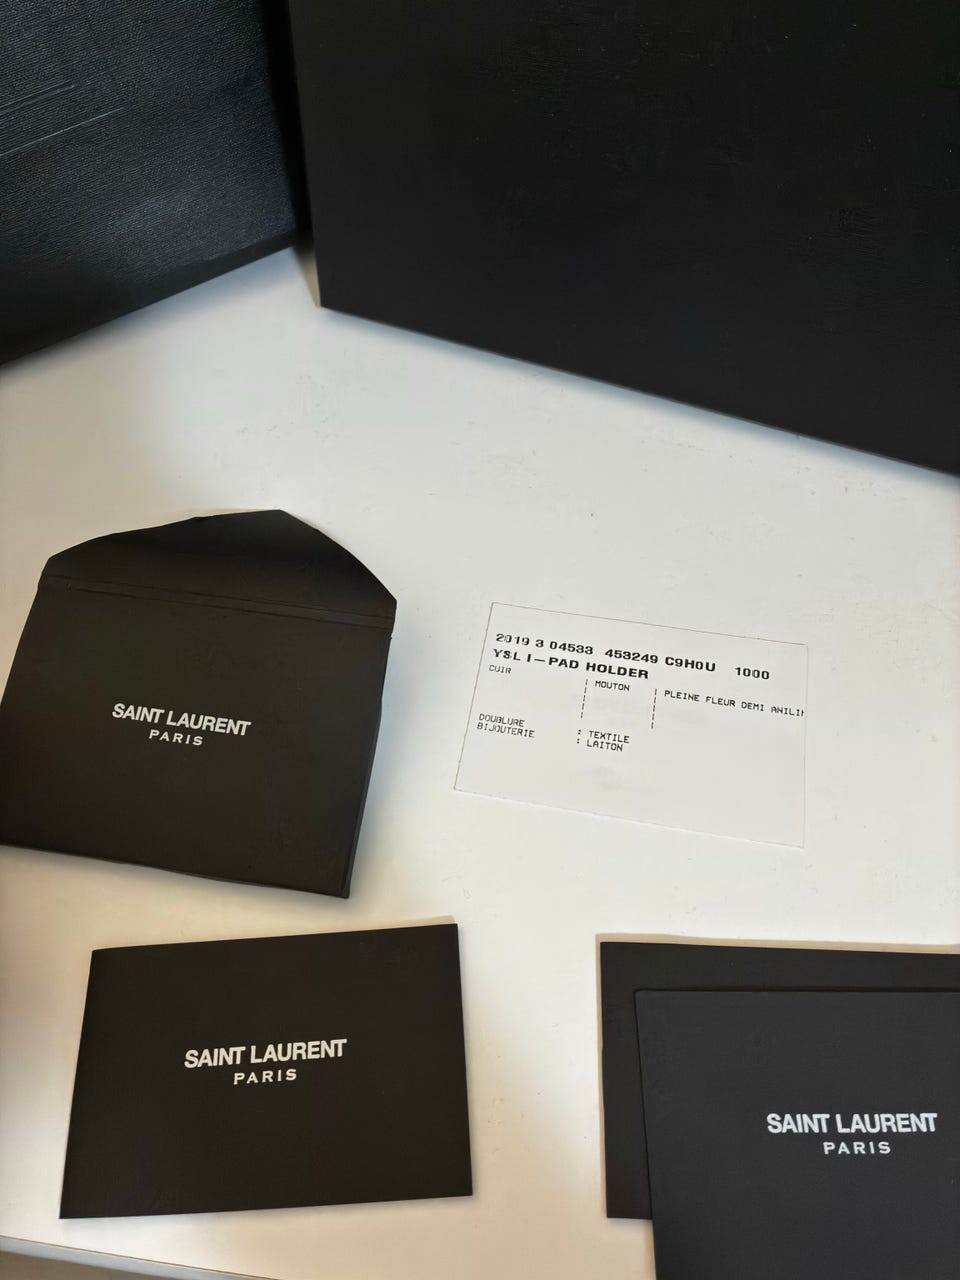 SAINT LAURENT
PARIS
2019 3 04533 453249 C9H0U 1000
YSL I-PAD HOLDER
CUIR ¦ MOUTON ¦ PLEINE FLEUR DEMI ANILIN
DOUBLURE : TEXTILE
BIJOUTERIE : LAITON
SAINT LAURENT
PARIS
SAINT LAURENT
PARIS